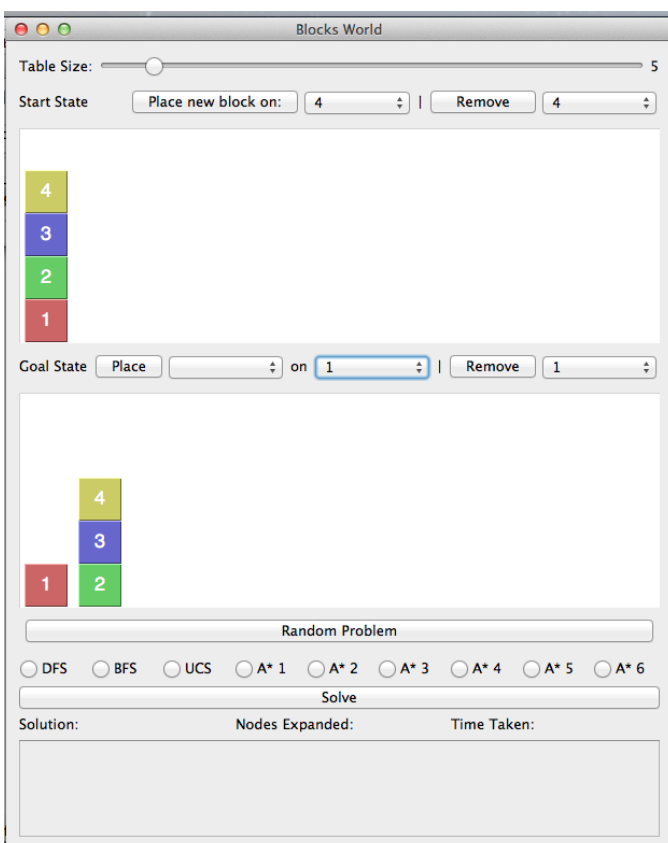 Blocks World
Table Size: 5
Start State Place new block on: 4 | Remove 4
4
3
2
1
Goal State Place on 1 | Remove 1
4
3
1 2
Random Problem
DFS BFS UCS A* 1 A* 2 A* 3 A* 4 A* 5 A* 6
Solve
Solution: Nodes Expanded: Time Taken: